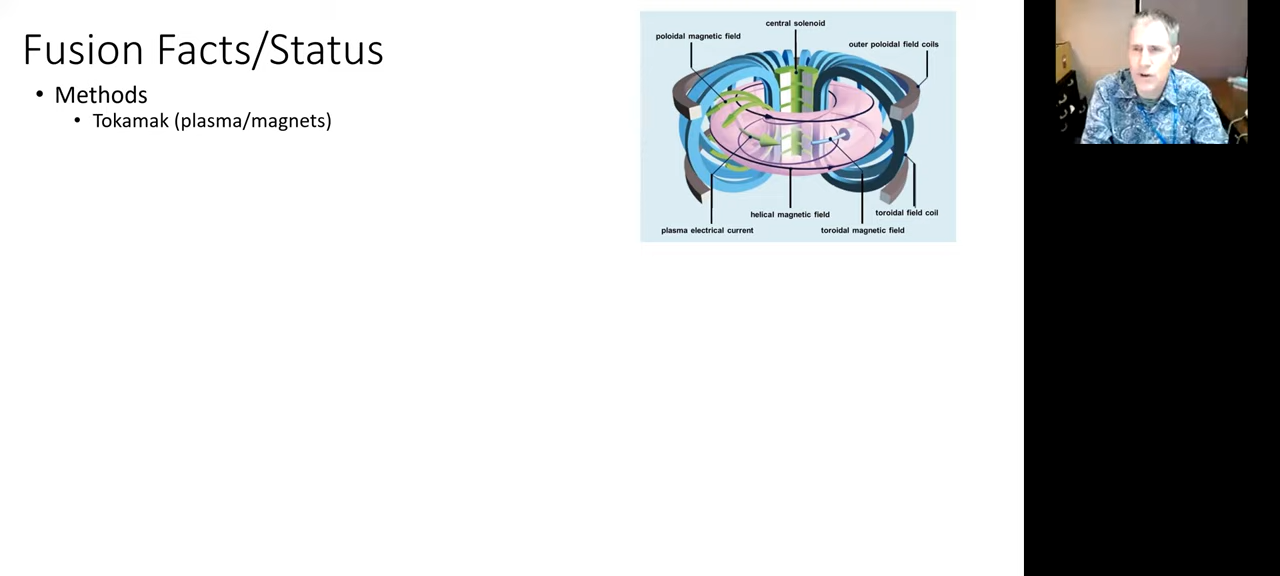 Fusion Facts/Status
• Methods
• Tokamak (plasma/magnets)
central solenoid
poloidal magnetic field
outer poloidal field coils
helical magnetic field
toroidal field coil
plasma electrical current
toroidal magnetic field